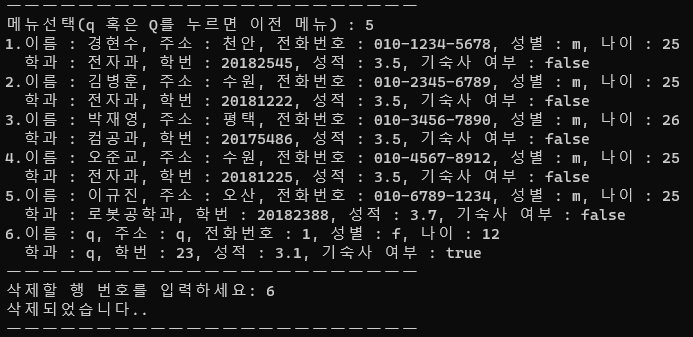 ㅡㅡㅡㅡㅡㅡㅡㅡㅡㅡㅡㅡㅡㅡㅡㅡㅡㅡㅡㅡㅡㅡㅡ
메뉴선택(q 혹은 Q를 누르면 이전 메뉴) : 5
1.이름 : 경현수, 주소 : 천안, 전화번호 : 010-1234-5678, 성별 : m, 나이 : 25
학과 : 전자과, 학번 : 20182545, 성적 : 3.5, 기숙사 여부 : false
2.이름 : 김병훈, 주소 : 수원, 전화번호 : 010-2345-6789, 성별 : m, 나이 : 25
학과 : 전자과, 학번 : 20181222, 성적 : 3.5, 기숙사 여부 : false
3.이름 : 박재영, 주소 : 평택, 전화번호 : 010-3456-7890, 성별 : m, 나이 : 26
학과 : 컴공과, 학번 : 20175486, 성적 : 3.5, 기숙사 여부 : false
4.이름 : 오준교, 주소 : 수원, 전화번호 : 010-4567-8912, 성별 : m, 나이 : 25
학과 : 전자과, 학번 : 20181225, 성적 : 3.5, 기숙사 여부 : false
5.이름 : 이규진, 주소 : 오산, 전화번호 : 010-6789-1234, 성별 : m, 나이 : 25
학과 : 로봇공학과, 학번 : 20182388, 성적 : 3.7, 기숙사 여부 : false
6.이름 : q, 주소 : q, 전화번호 : 1, 성별 : f, 나이 : 12
학과 : q, 학번 : 23, 성적 : 3.1, 기숙사 여부 : true
ㅡㅡㅡㅡㅡㅡㅡㅡㅡㅡㅡㅡㅡㅡㅡㅡㅡㅡㅡㅡㅡㅡㅡ
삭제할 행 번호를 입력하세요: 6
삭제되었습니다..
ㅡㅡㅡㅡㅡㅡㅡㅡㅡㅡㅡㅡㅡㅡㅡㅡㅡㅡㅡㅡㅡㅡㅡ